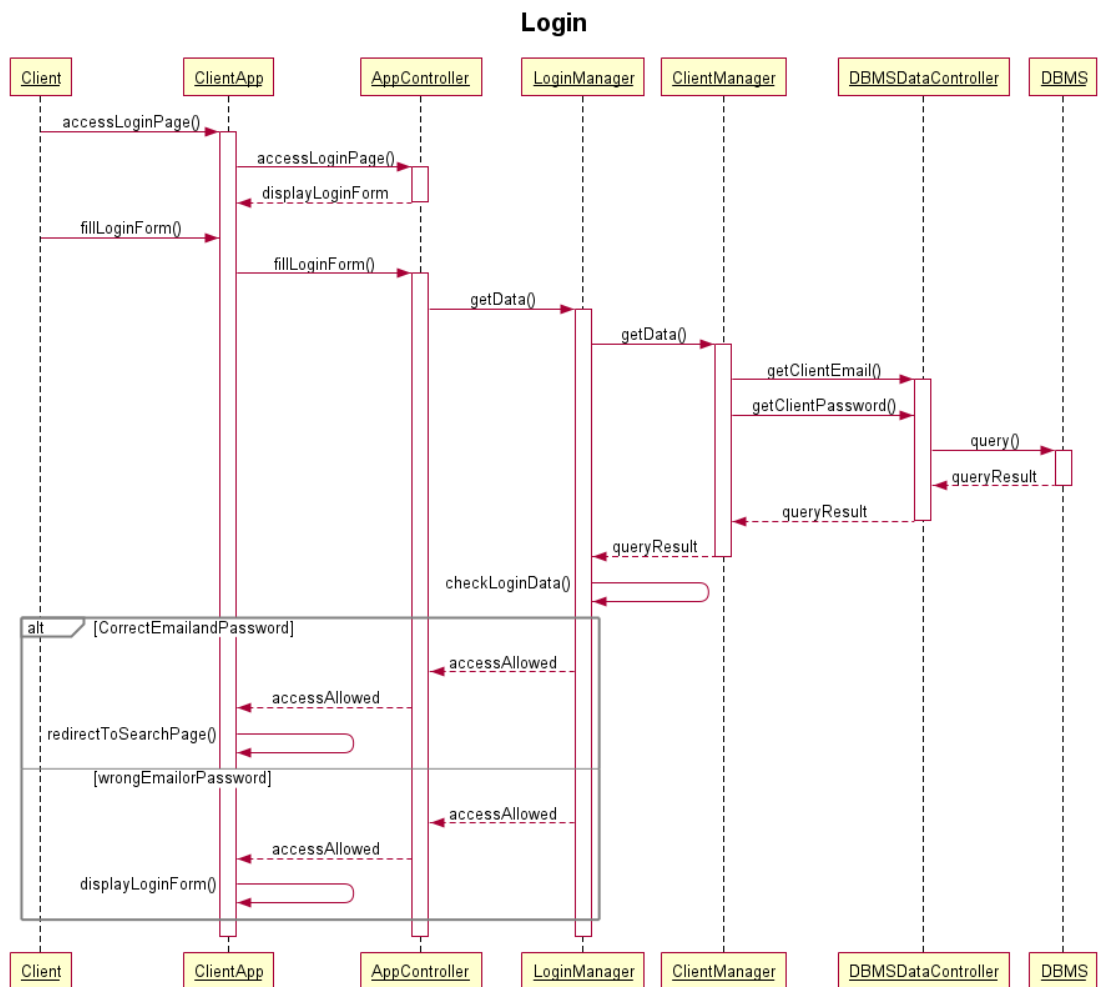 Login
Client ClientApp AppController LoginManager ClientManager DBMSDataController DBMS
accessLoginPage()
accessLoginPage()
displayLoginForm
fillLoginForm()
fillLoginForm()
getData()
getData()
getClientEmail()
getClientPassword()
query()
queryResult
queryResult
queryResult
checkLoginData()
alt [CorrectEmailandPassword]
accessAllowed
accessAllowed
redirectToSearchPage()
[wrongEmailorPassword]
accessAllowed
accessAllowed
displayLoginForm()
Client ClientApp AppController LoginManager ClientManager DBMSDataController DBMS